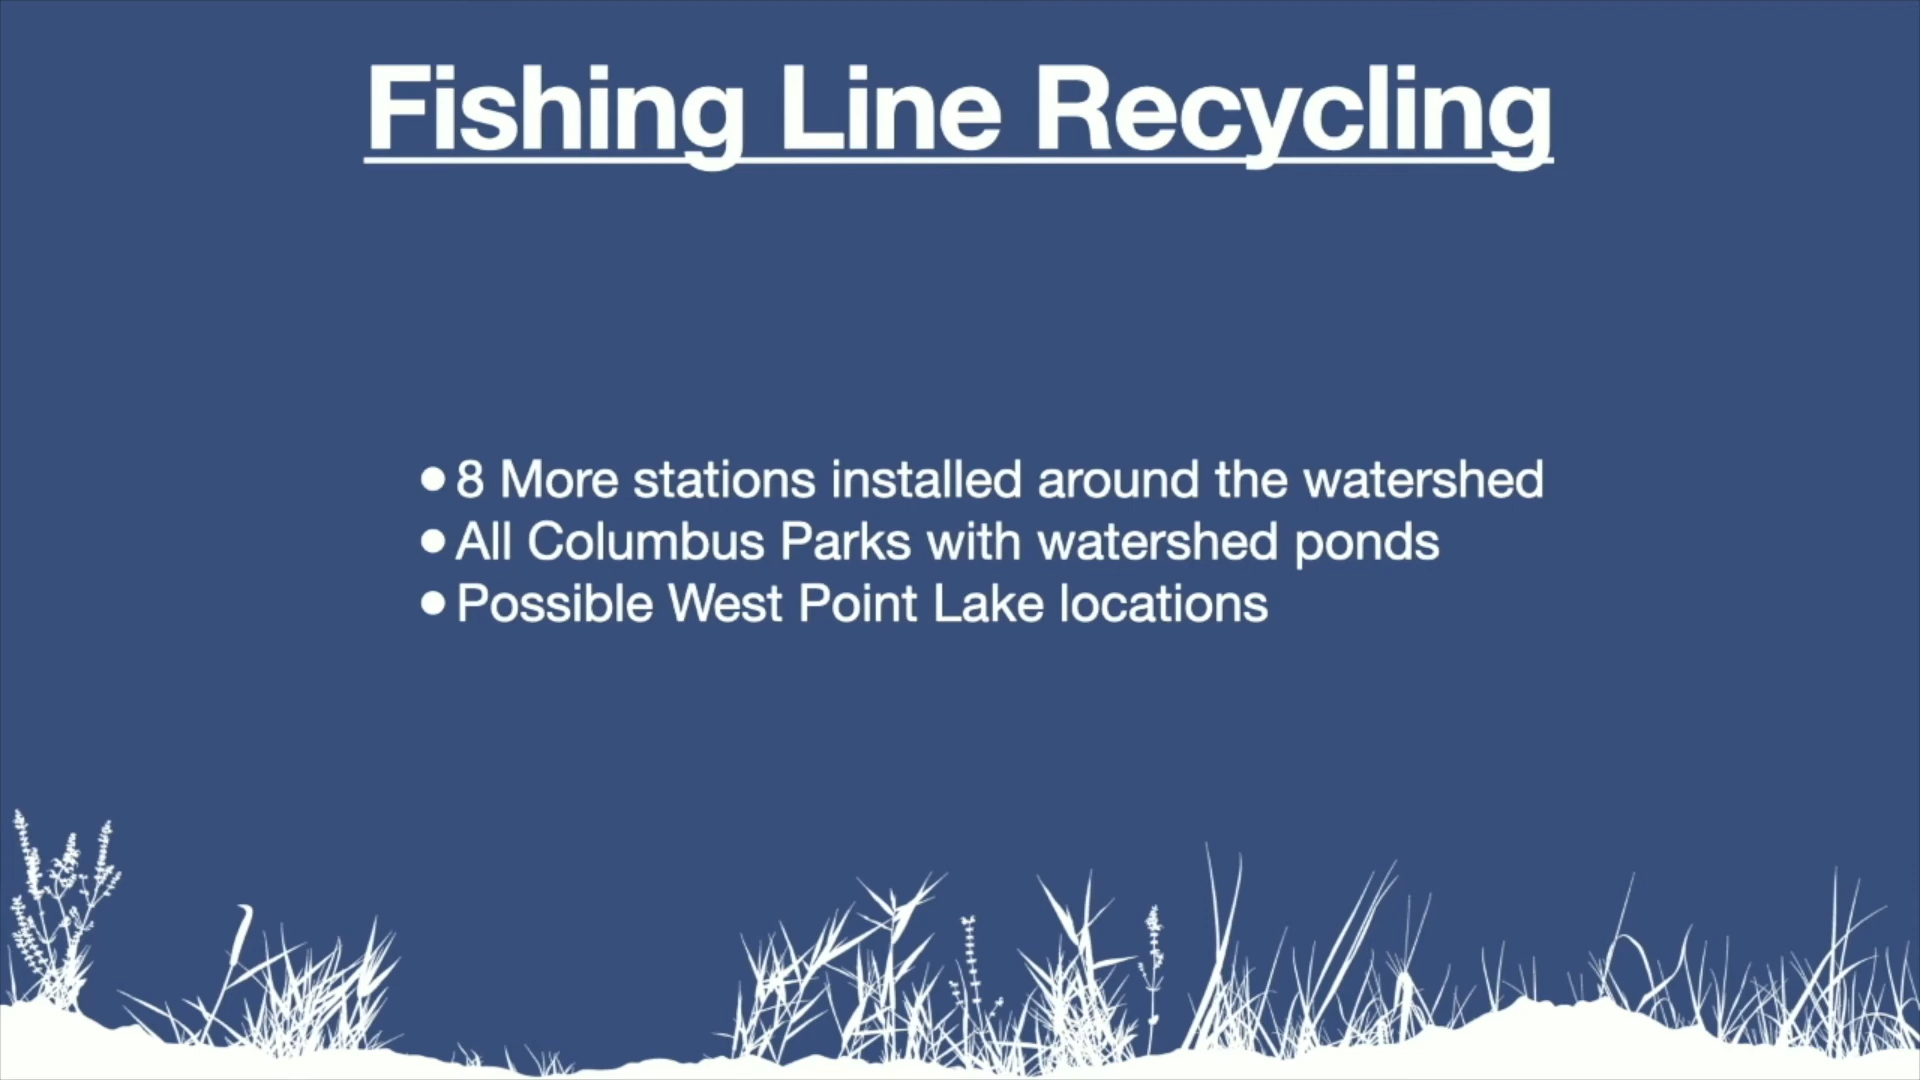 Fishing Line Recycling
●8 More stations installed around the watershed
●All Columbus Parks with watershed ponds
●Possible West Point Lake locations